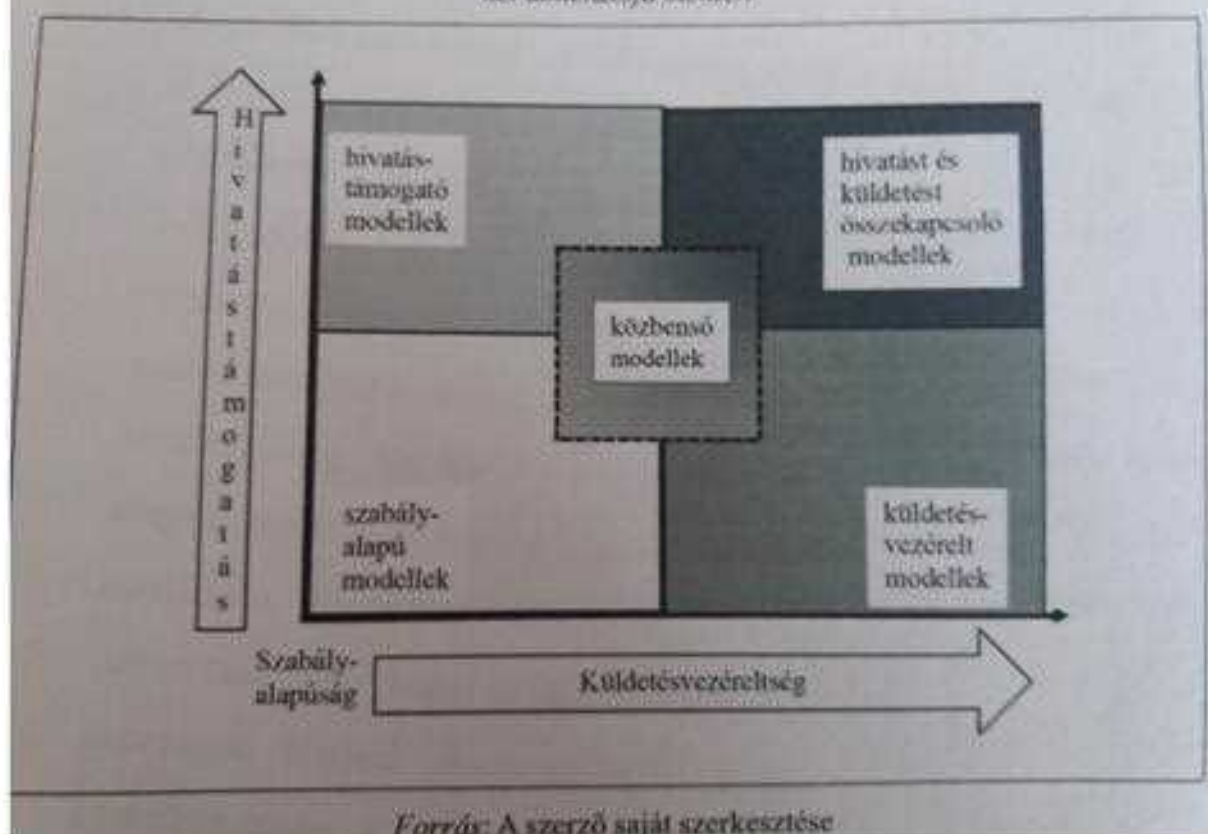 Hivatástámogatás
hivatás-
támogató
modellek
hivatást és
küldetést
összekapcsoló
modellek
közbenső
modellek
szabály-
alapú
modellek
küldetés-
vezérelt
modellek
Szabály-
alapúság
Küldetésvezéreltség
Forrás: A szerző saját szerkesztése